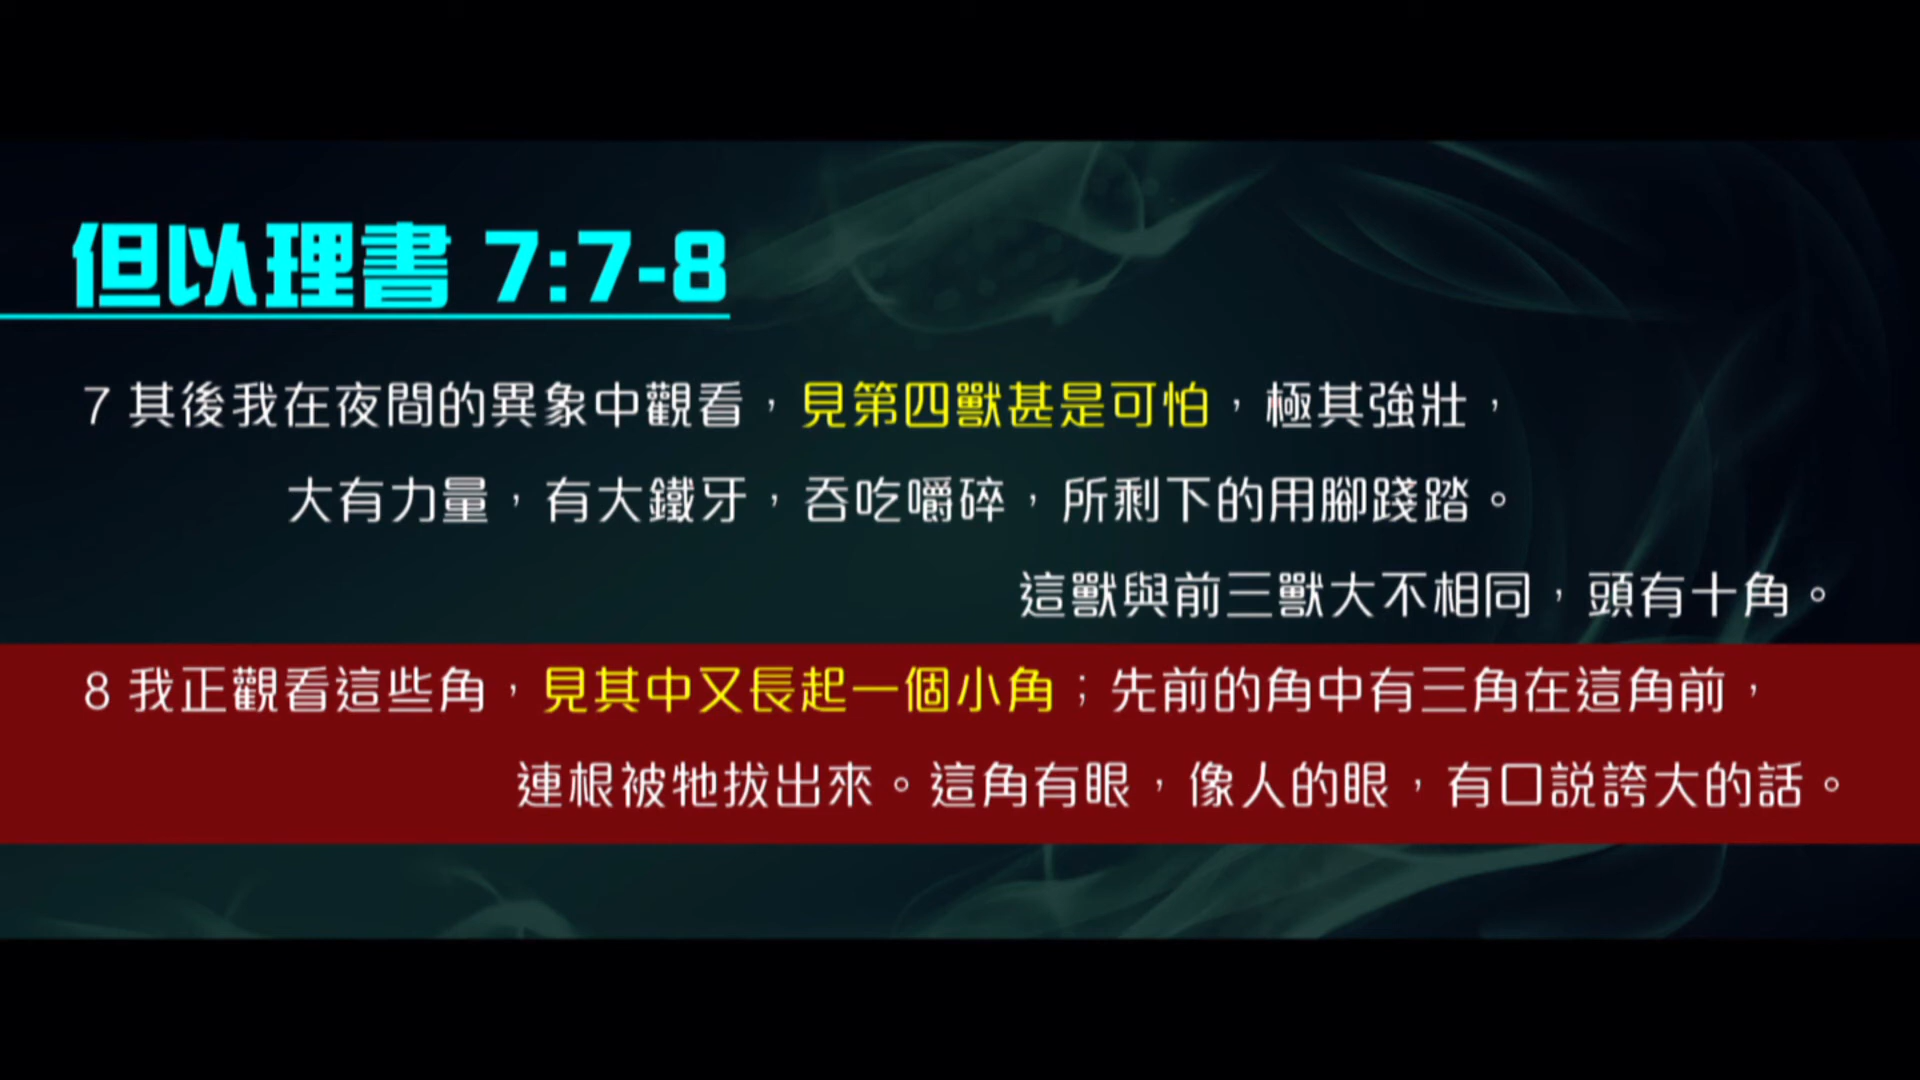 但以理書 7:7-8
7 其後我在夜間的異象中觀看，見第四獸甚是可怕，極其強壯，
大有力量，有大鐵牙，吞吃嚼碎，所剩下的用腳踐踏。
這獸與前三獸大不相同，頭有十角。
8 我正觀看這些角，見其中又長起一個小角；先前的角中有三角在這角前，
連根被牠拔出來。這角有眼，像人的眼，有口説誇大的話。